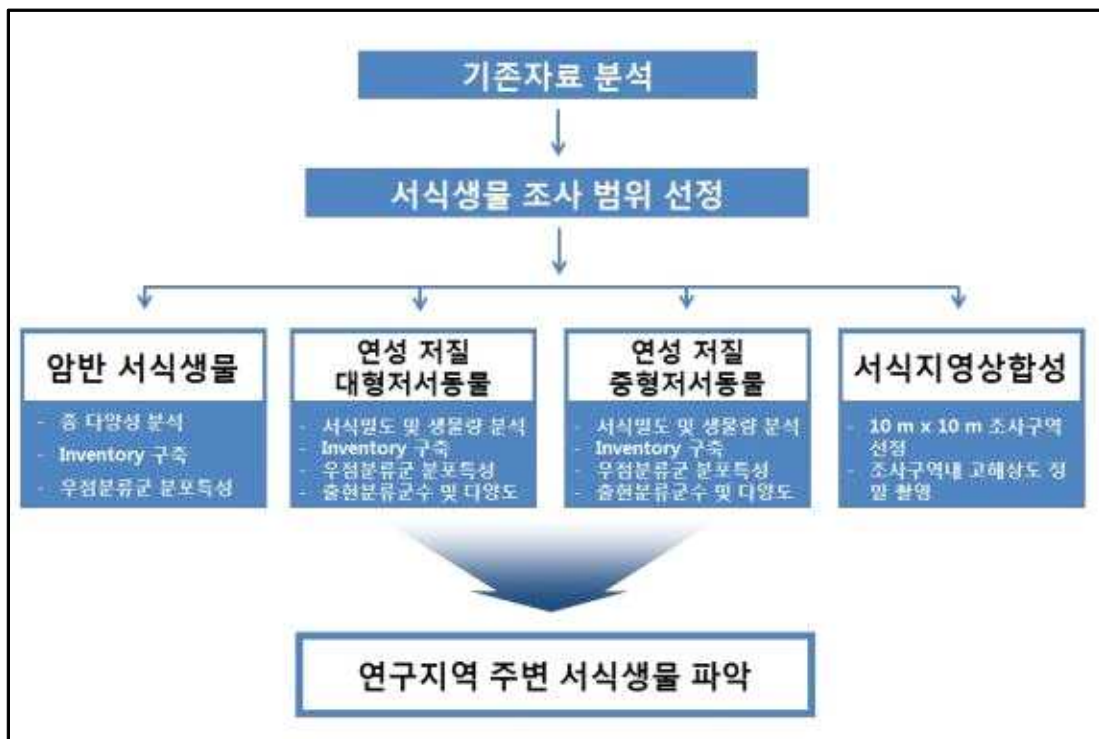 기존자료 분석
서식생물 조사 범위 선정
암반 서식생물
- 종 다양성 분석
- Inventory 구축
- 우점분류군 분포특성
연성 저질
대형저서동물
- 서식밀도 및 생물량 분석
- Inventory 구축
- 우점분류군 분포특성
- 출현분류군수 및 다양도
연성 저질
중형저서동물
- 서식밀도 및 생물량 분석
- Inventory 구축
- 우점분류군 분포특성
- 출현분류군수 및 다양도
서식지영상합성
- 10 m x 10 m 조사구역
선정
- 조사구역내 고해상도 정
밀 촬영
연구지역 주변 서식생물 파악